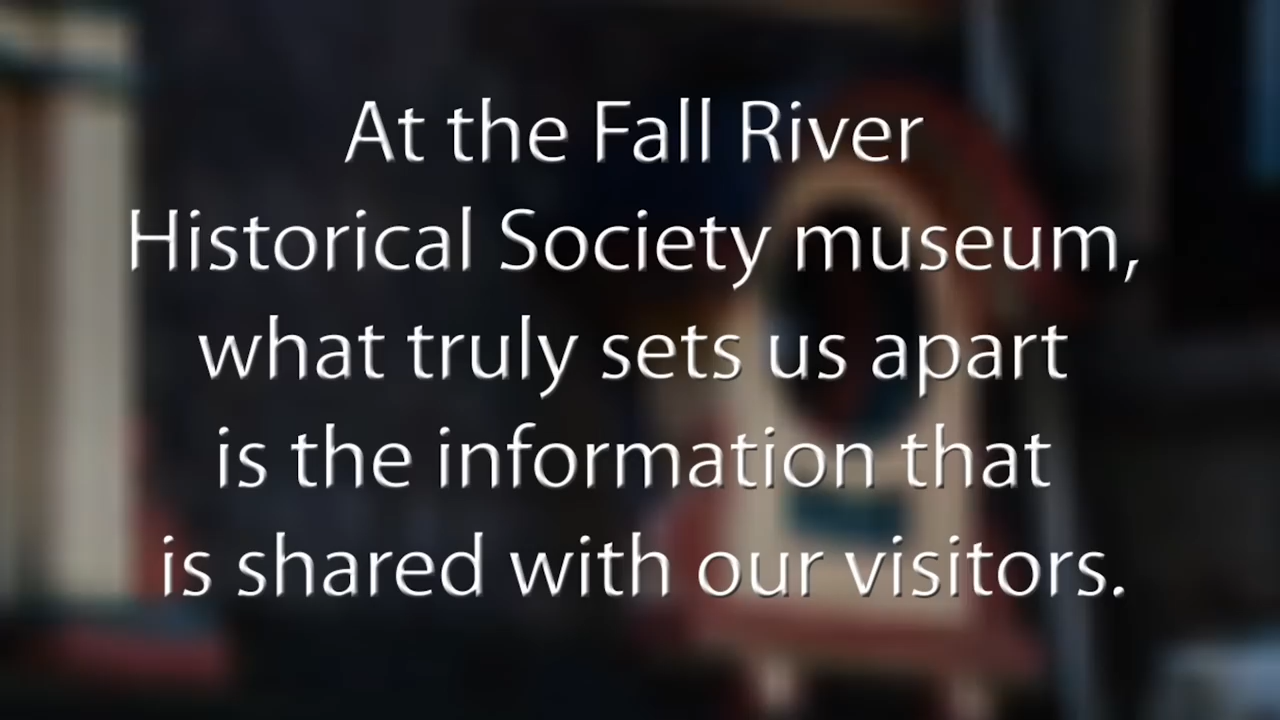 At the Fall River
Historical Society museum,
what truly sets us apart
is the information that
is shared with our visitors.